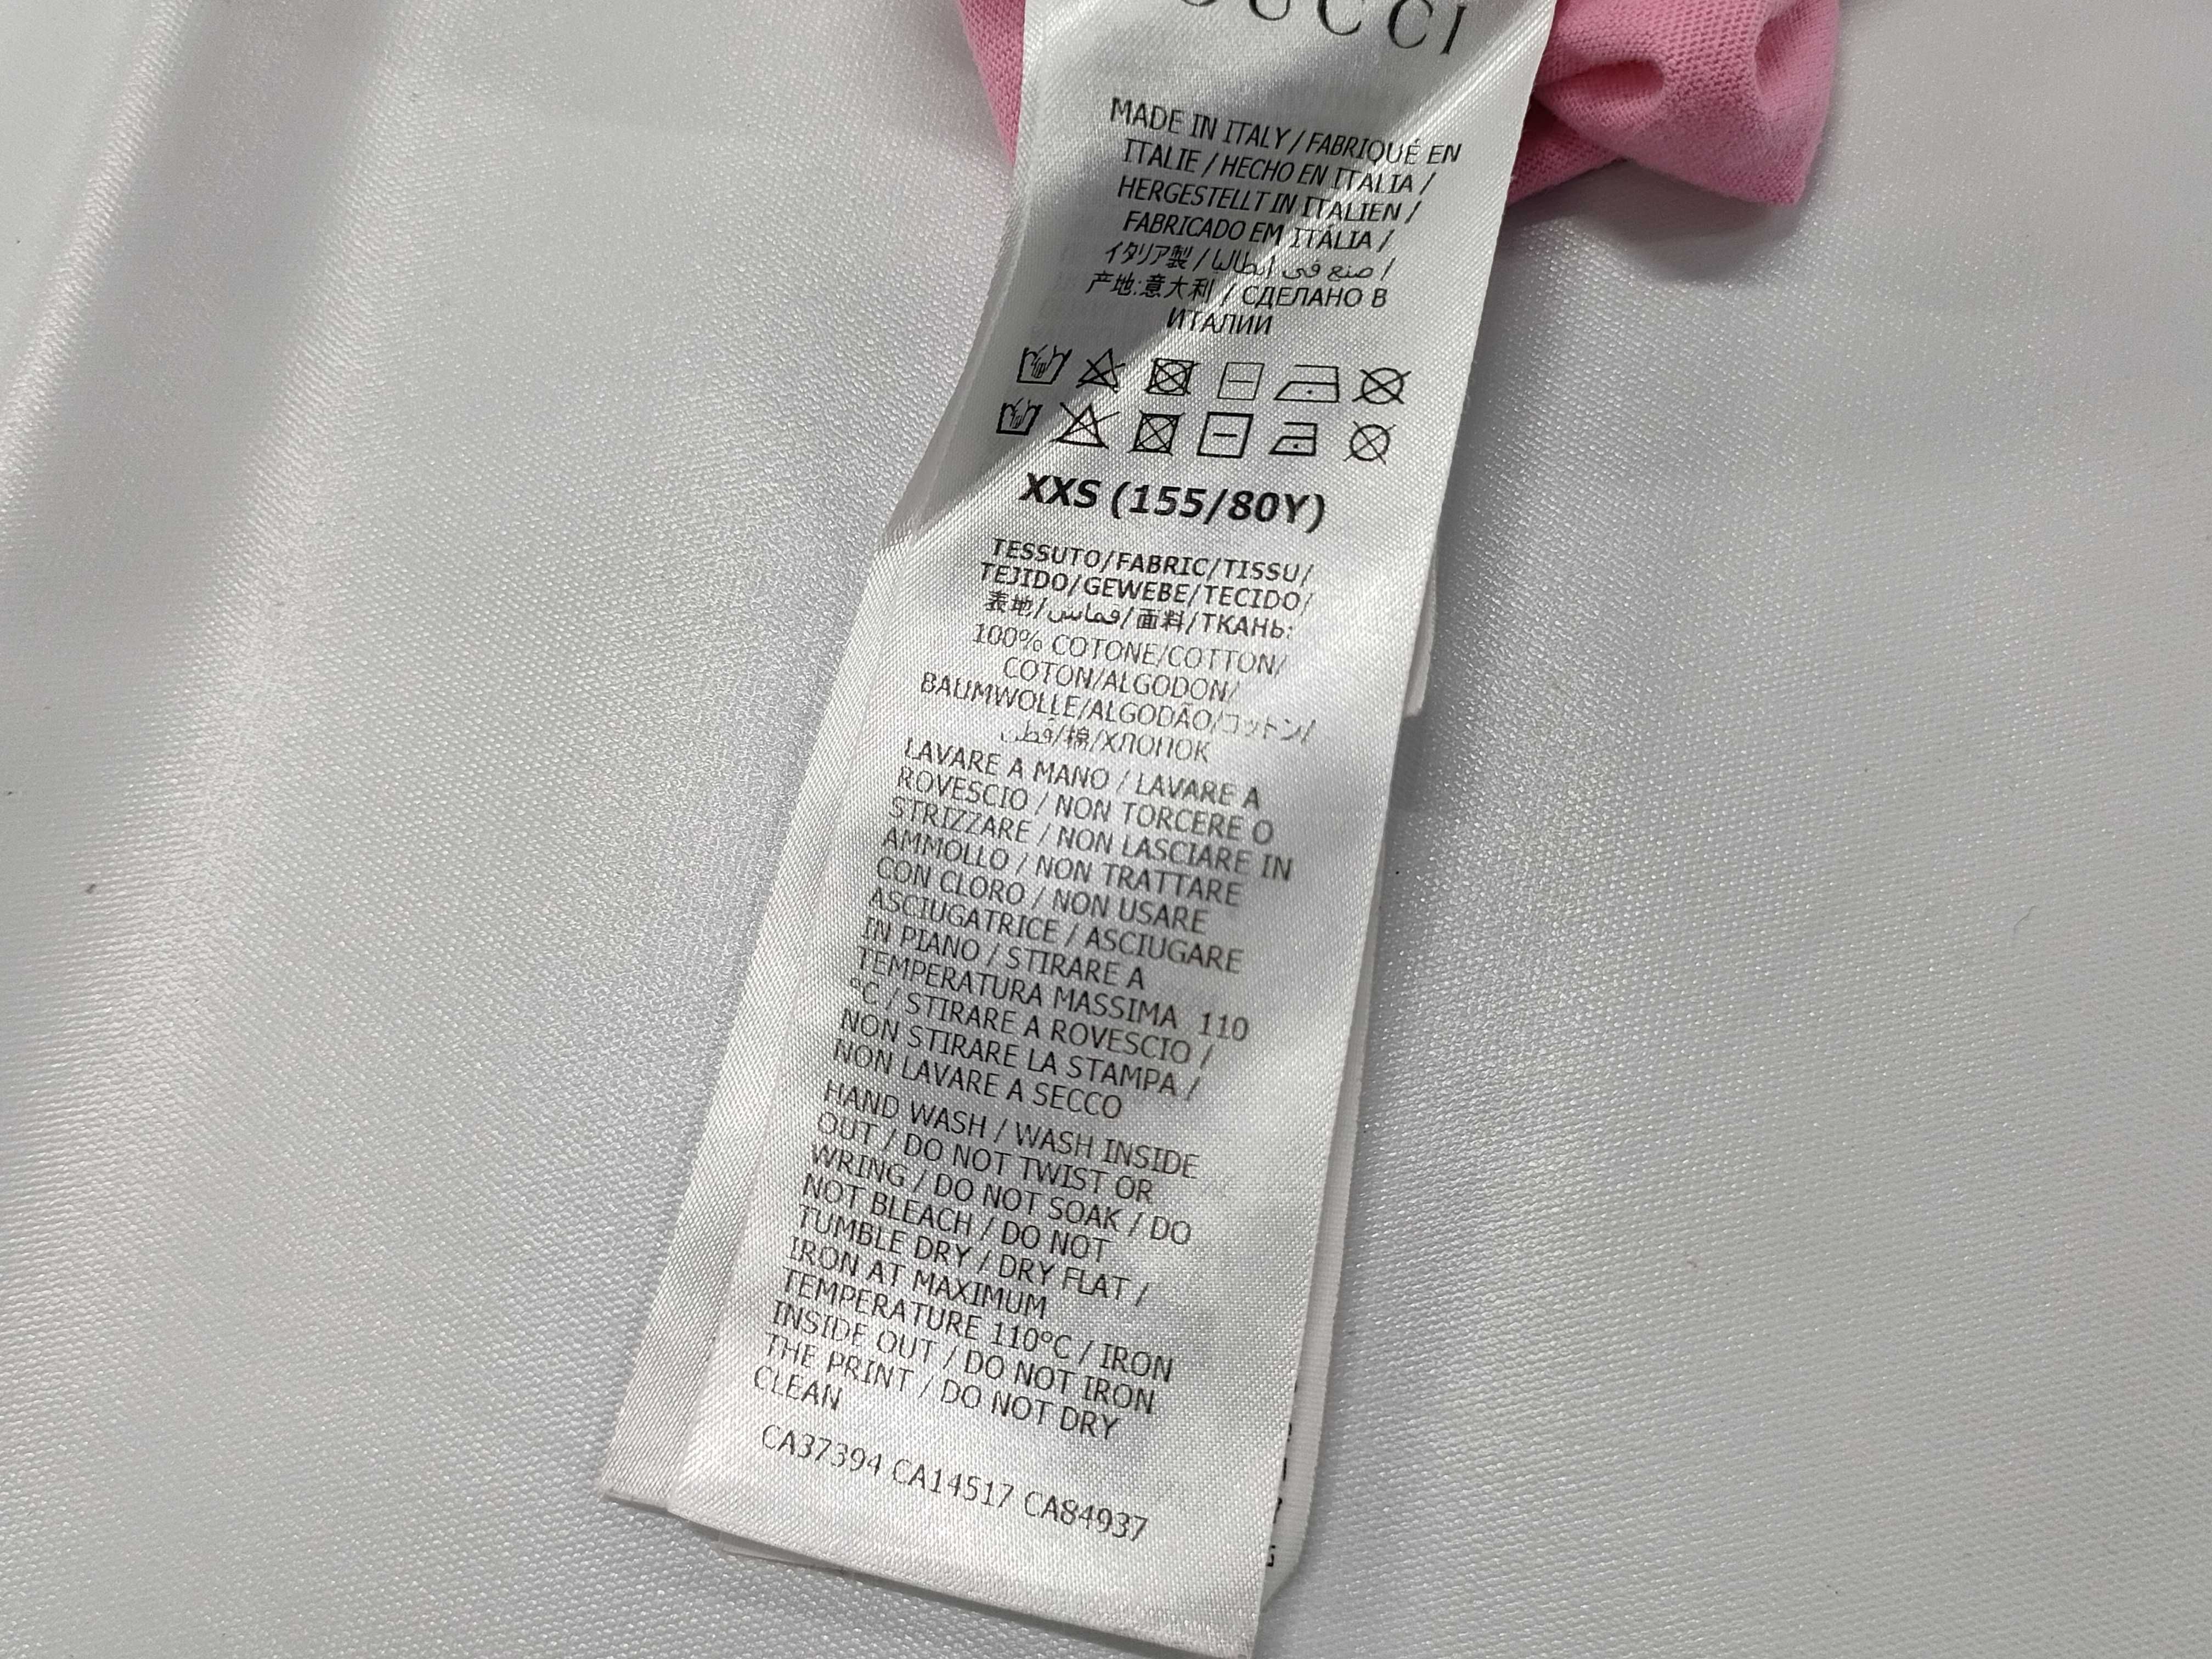 GUCCI
MADE IN ITALY / FABRIQUÉ EN
ITALIE / HECHO EN ITALIA /
HERGESTELLT IN ITALIEN /
FABRICADO EM ITÁLIA /
イタリア製 / صنع في إيطاليا /
产地:意大利 / СДЕЛАНО В
ИТАЛИИ
XXS (155/80Y)
TESSUTO/FABRIC/TISSU/
TEJIDO/GEWEBE/TECIDO/
表地/قماس/面料/ТКАНЬ:
100% COTONE/COTTON/
COTON/ALGODON/
BAUMWOLLE/ALGODÃO/コットン/
قطن/棉/ХЛОПОК
LAVARE A MANO / LAVARE A
ROVESCIO / NON TORCERE O
STRIZZARE / NON LASCIARE IN
AMMOLLO / NON TRATTARE
CON CLORO / NON USARE
ASCIUGATRICE / ASCIUGARE
IN PIANO / STIRARE A
TEMPERATURA MASSIMA 110
°C / STIRARE A ROVESCIO /
NON STIRARE LA STAMPA /
NON LAVARE A SECCO
HAND WASH / WASH INSIDE
OUT / DO NOT TWIST OR
WRING / DO NOT SOAK / DO
NOT BLEACH / DO NOT
TUMBLE DRY / DRY FLAT /
IRON AT MAXIMUM
TEMPERATURE 110°C / IRON
INSIDE OUT / DO NOT IRON
THE PRINT / DO NOT DRY
CLEAN
CA37394 CA14517 CA84937